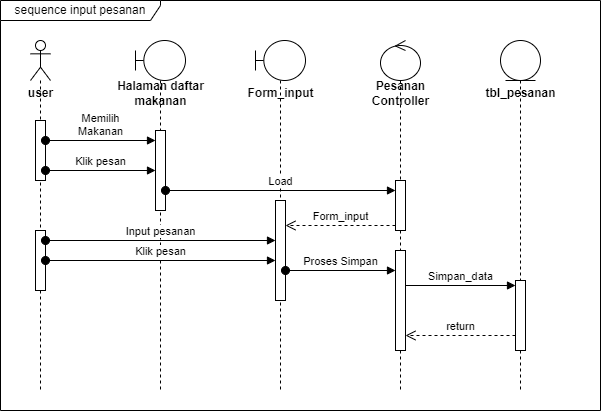 sequence input pesanan
user
Halaman daftar
makanan
Form_input
Pesanan
Controller
tbl_pesanan
Memilih
Makanan
Klik pesan
Load
Form_input
Input pesanan
Klik pesan
Proses Simpan
Simpan_data
return